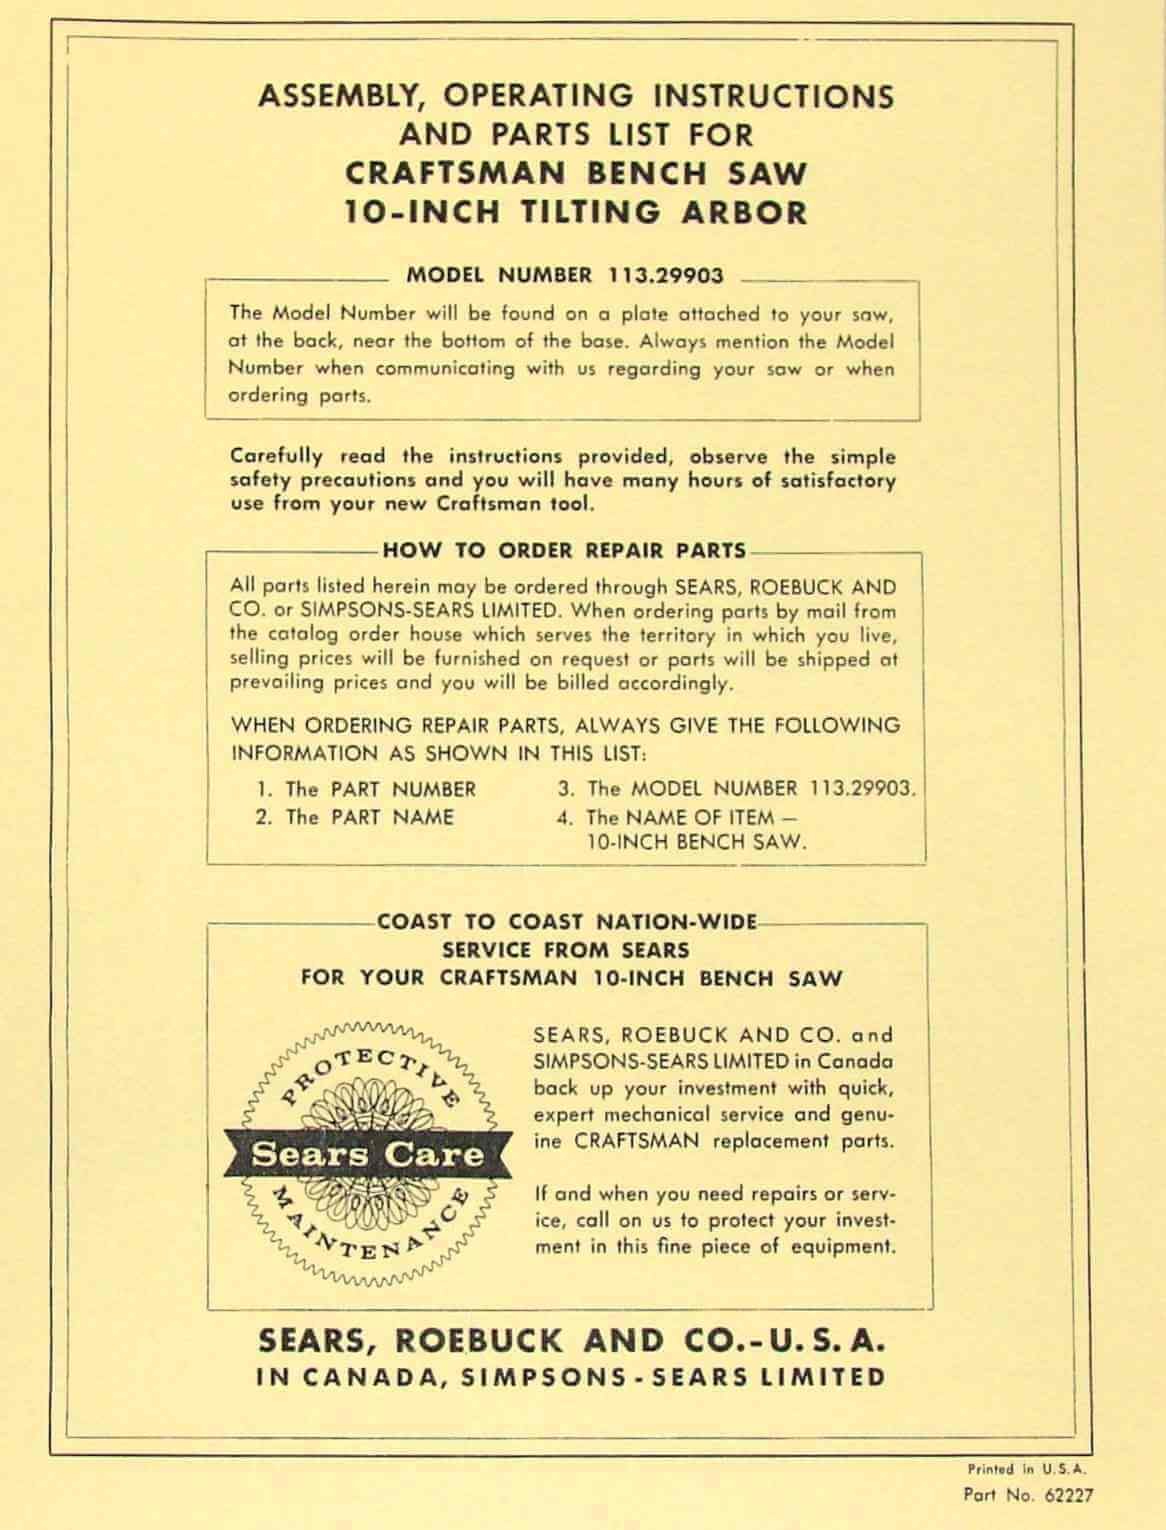 ASSEMBLY, OPERATING INSTRUCTIONS
AND PARTS LIST FOR
CRAFTSMAN BENCH SAW
10-INCH TILTING ARBOR
MODEL NUMBER 113.29903
The Model Number will be found on a plate attached to your saw,
at the back, near the bottom of the base. Always mention the Model
Number when communicating with us regarding your saw or when
ordering parts.
Carefully read the instructions provided, observe the simple
safety precautions and you will have many hours of satisfactory
use from your new Craftsman tool.
HOW TO ORDER REPAIR PARTS
All parts listed herein may be ordered through SEARS, ROEBUCK AND
CO. or SIMPSONS-SEARS LIMITED. When ordering parts by mail from
the catalog order house which serves the territory in which you live,
selling prices will be furnished on request or parts will be shipped at
prevailing prices and you will be billed accordingly.
WHEN ORDERING REPAIR PARTS, ALWAYS GIVE THE FOLLOWING
INFORMATION AS SHOWN IN THIS LIST:
1. The PART NUMBER
2. The PART NAME
3. The MODEL NUMBER 113.29903.
4. The NAME OF ITEM —
10-INCH BENCH SAW.
COAST TO COAST NATION-WIDE
SERVICE FROM SEARS
FOR YOUR CRAFTSMAN 10-INCH BENCH SAW
PROTECTIVE
Sears Care
MAINTENANCE
SEARS, ROEBUCK AND CO. and
SIMPSONS-SEARS LIMITED in Canada
back up your investment with quick,
expert mechanical service and genu-
ine CRAFTSMAN replacement parts.
If and when you need repairs or serv-
ice, call on us to protect your invest-
ment in this fine piece of equipment.
SEARS, ROEBUCK AND CO.-U.S.A.
IN CANADA, SIMPSONS-SEARS LIMITED
Printed in U.S.A.
Part No. 62227